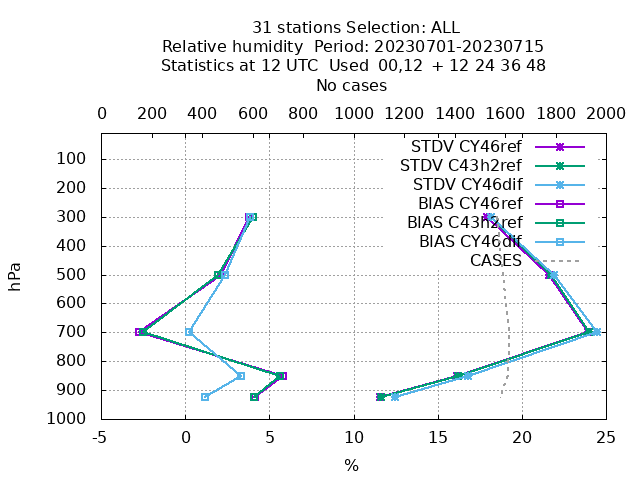 31 stations Selection: ALL
Relative humidity  Period: 20230701-20230715
Statistics at 12 UTC  Used  00,12  + 12 24 36 48
No cases
0 200 400 600 800 1000 1200 1400 1600 1800 2000
STDV CY46ref
STDV C43h2ref
STDV CY46dif
BIAS CY46ref
BIAS C43h2ref
BIAS CY46dif
CASES
100
200
300
400
500
600
700
800
900
1000
hPa
-5 0 5 10 15 20 25
%